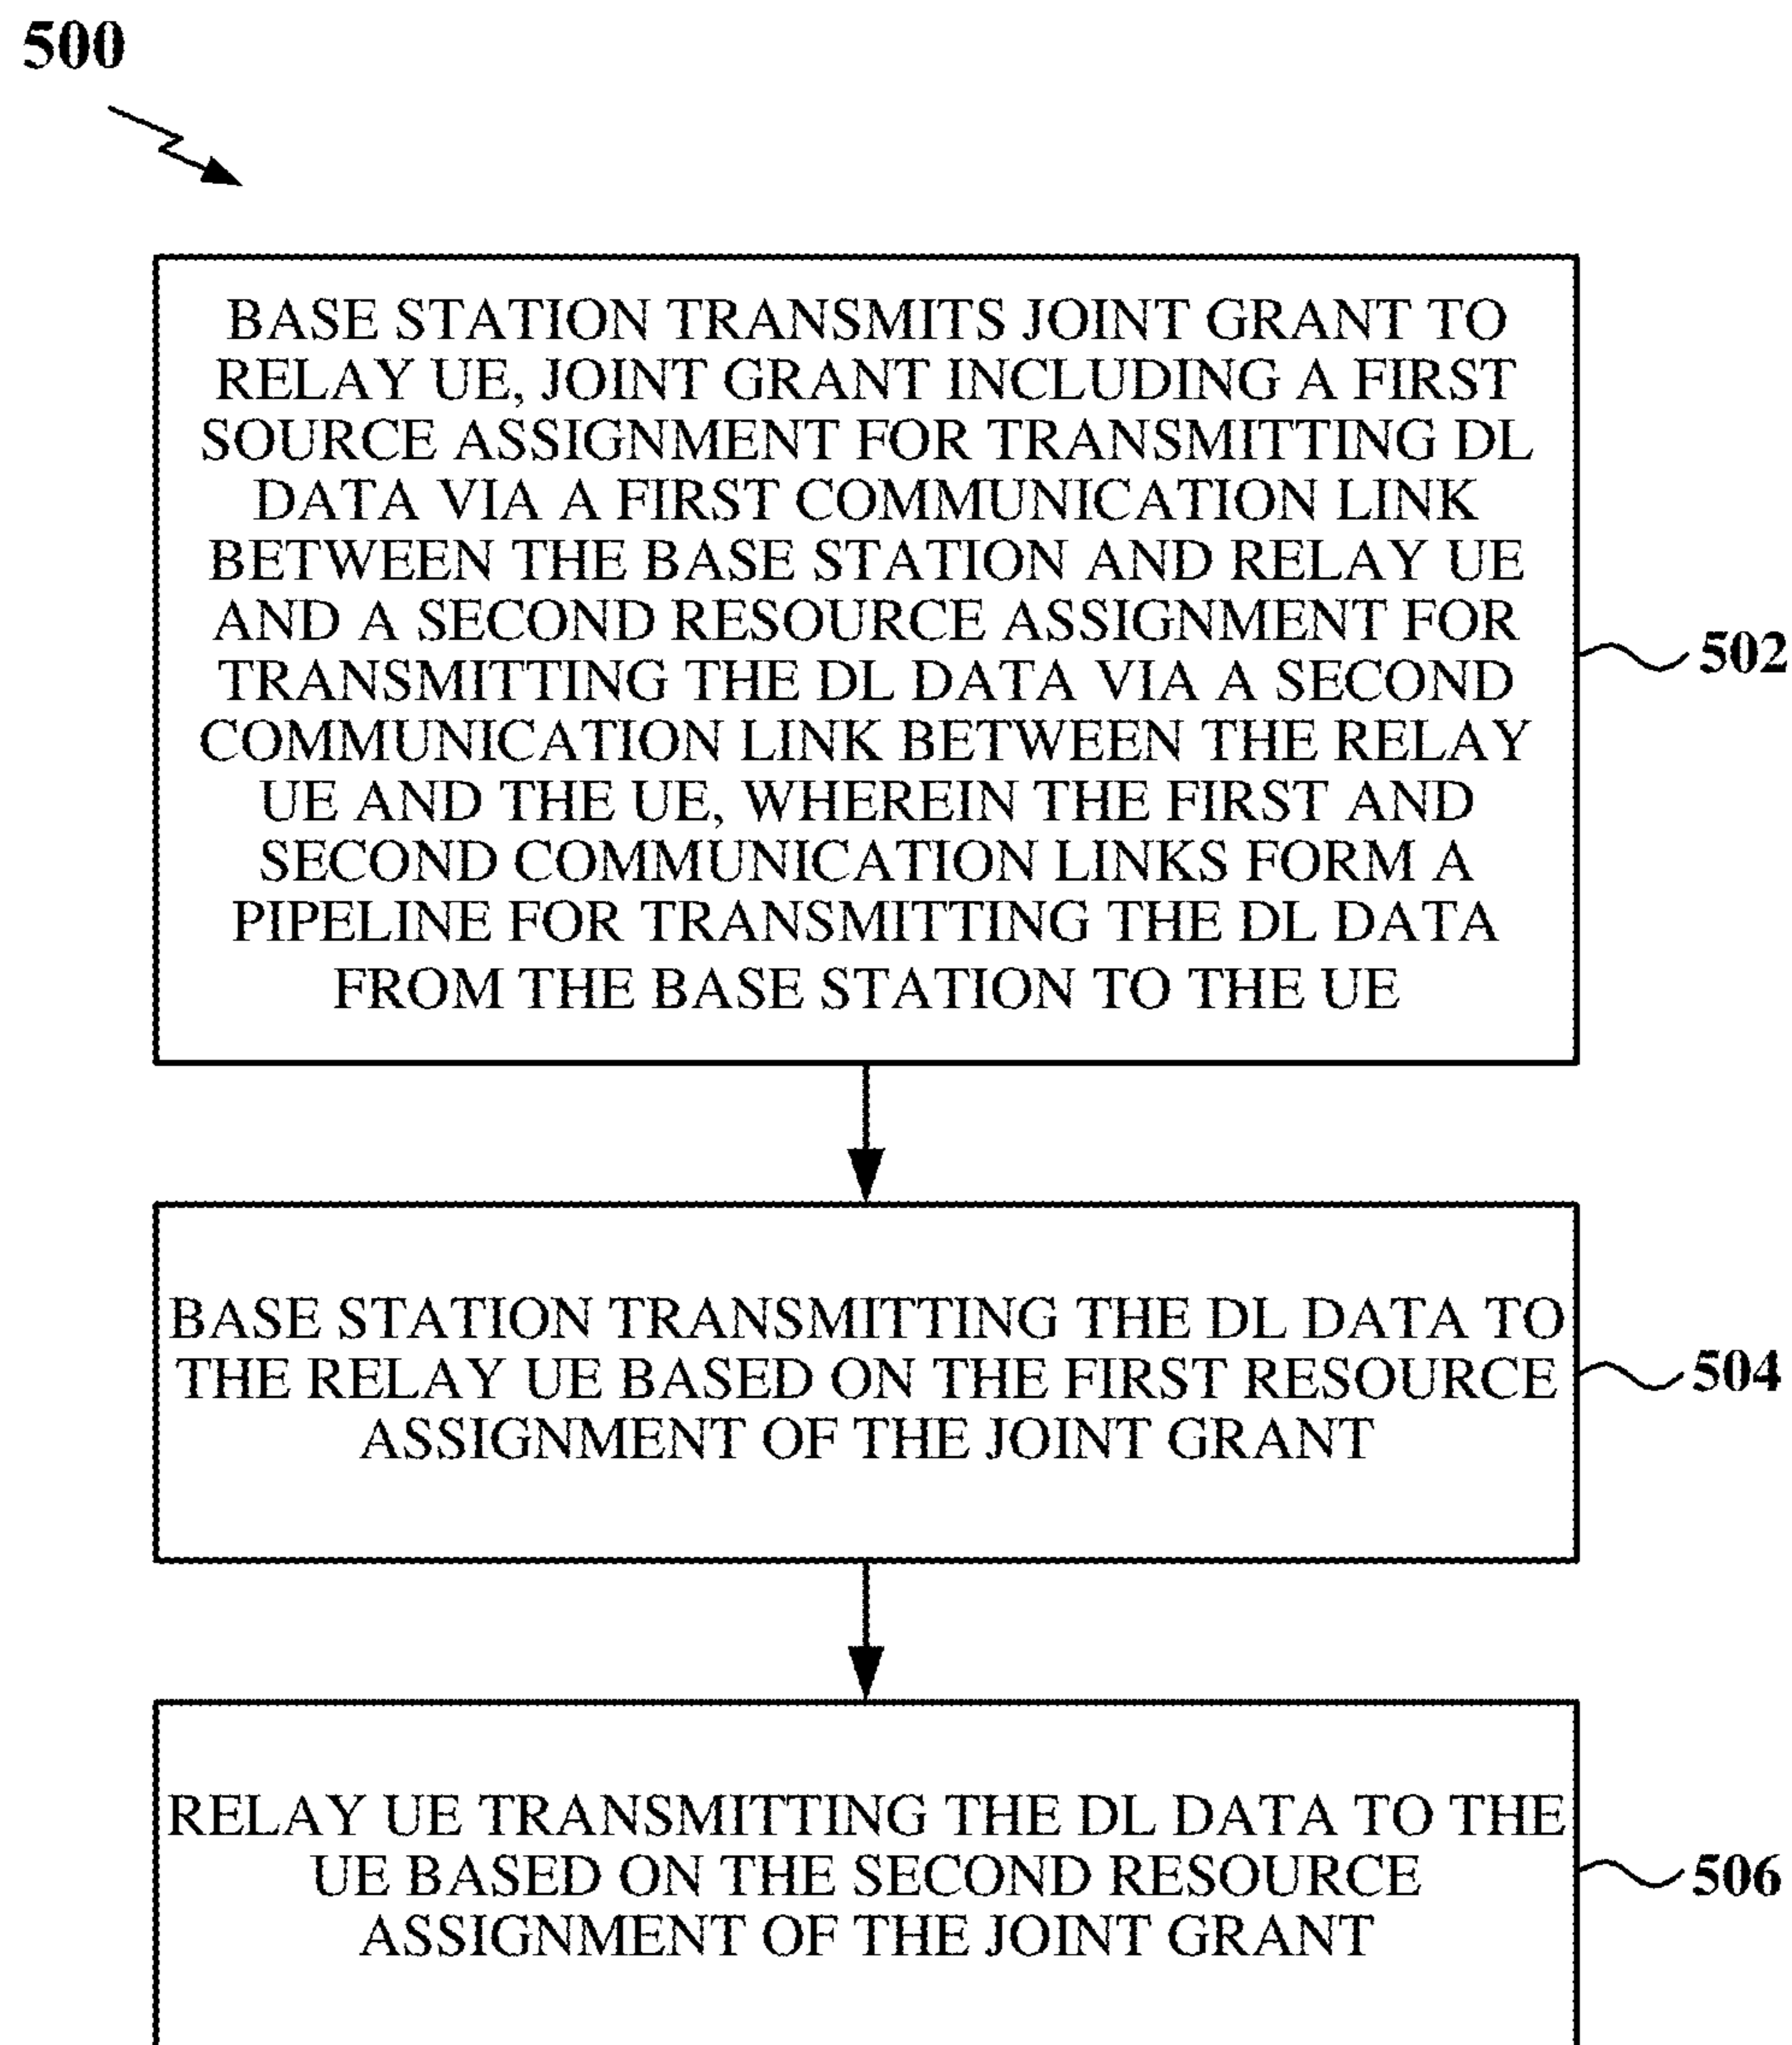 500
BASE STATION TRANSMITS JOINT GRANT TO
RELAY UE, JOINT GRANT INCLUDING A FIRST
SOURCE ASSIGNMENT FOR TRANSMITTING DL
DATA VIA A FIRST COMMUNICATION LINK
BETWEEN THE BASE STATION AND RELAY UE
AND A SECOND RESOURCE ASSIGNMENT FOR
TRANSMITTING THE DL DATA VIA A SECOND
COMMUNICATION LINK BETWEEN THE RELAY
UE AND THE UE, WHEREIN THE FIRST AND
SECOND COMMUNICATION LINKS FORM A
PIPELINE FOR TRANSMITTING THE DL DATA
FROM THE BASE STATION TO THE UE
502
BASE STATION TRANSMITTING THE DL DATA TO
THE RELAY UE BASED ON THE FIRST RESOURCE
ASSIGNMENT OF THE JOINT GRANT
504
RELAY UE TRANSMITTING THE DL DATA TO THE
UE BASED ON THE SECOND RESOURCE
ASSIGNMENT OF THE JOINT GRANT
506